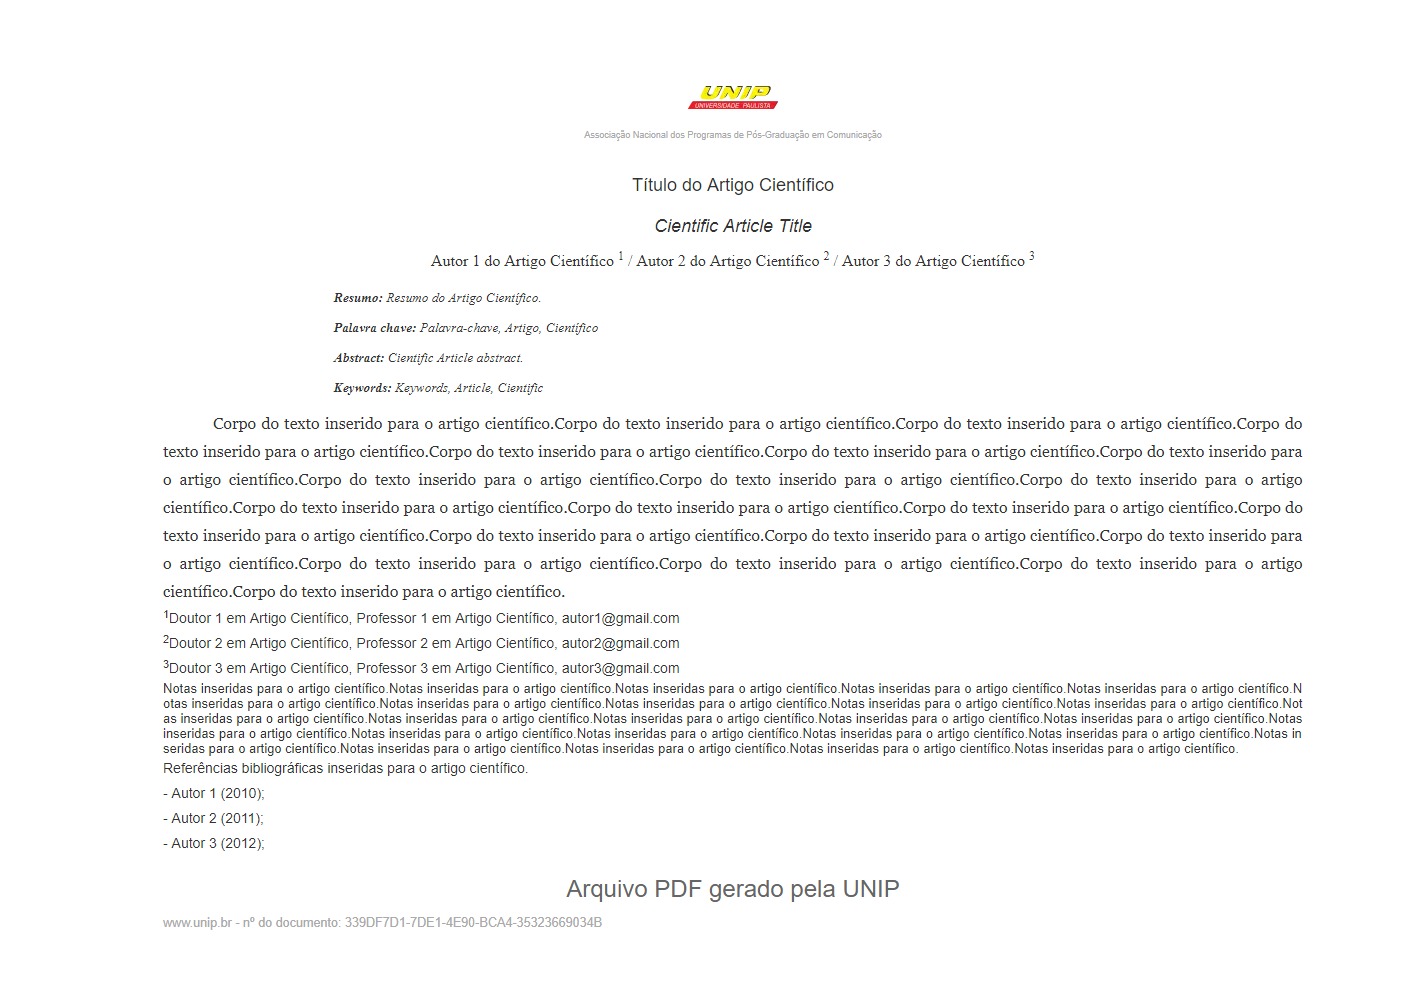 UNIP
UNIVERSIDADE PAULISTA
Associação Nacional dos Programas de Pós-Graduação em Comunicação
Título do Artigo Científico
Cientific Article Title
Autor 1 do Artigo Científico 1 / Autor 2 do Artigo Científico 2 / Autor 3 do Artigo Científico 3
Resumo: Resumo do Artigo Científico.
Palavra chave: Palavra-chave, Artigo, Científico
Abstract: Cientific Article abstract.
Keywords: Keywords, Article, Cientific
Corpo do texto inserido para o artigo científico.Corpo do texto inserido para o artigo científico.Corpo do texto inserido para o artigo científico.Corpo do
texto inserido para o artigo científico.Corpo do texto inserido para o artigo científico.Corpo do texto inserido para o artigo científico.Corpo do texto inserido para
o artigo científico.Corpo do texto inserido para o artigo científico.Corpo do texto inserido para o artigo científico.Corpo do texto inserido para o artigo
científico.Corpo do texto inserido para o artigo científico.Corpo do texto inserido para o artigo científico.Corpo do texto inserido para o artigo científico.Corpo do
texto inserido para o artigo científico.Corpo do texto inserido para o artigo científico.Corpo do texto inserido para o artigo científico.Corpo do texto inserido para
o artigo científico.Corpo do texto inserido para o artigo científico.Corpo do texto inserido para o artigo científico.Corpo do texto inserido para o artigo
científico.Corpo do texto inserido para o artigo científico.
1Doutor 1 em Artigo Científico, Professor 1 em Artigo Científico, autor1@gmail.com
2Doutor 2 em Artigo Científico, Professor 2 em Artigo Científico, autor2@gmail.com
3Doutor 3 em Artigo Científico, Professor 3 em Artigo Científico, autor3@gmail.com
Notas inseridas para o artigo científico.Notas inseridas para o artigo científico.Notas inseridas para o artigo científico.Notas inseridas para o artigo científico.Notas inseridas para o artigo científico.N
otas inseridas para o artigo científico.Notas inseridas para o artigo científico.Notas inseridas para o artigo científico.Notas inseridas para o artigo científico.Notas inseridas para o artigo científico.Not
as inseridas para o artigo científico.Notas inseridas para o artigo científico.Notas inseridas para o artigo científico.Notas inseridas para o artigo científico.Notas inseridas para o artigo científico.Notas
inseridas para o artigo científico.Notas inseridas para o artigo científico.Notas inseridas para o artigo científico.Notas inseridas para o artigo científico.Notas inseridas para o artigo científico.Notas in
seridas para o artigo científico.Notas inseridas para o artigo científico.Notas inseridas para o artigo científico.Notas inseridas para o artigo científico.Notas inseridas para o artigo científico.
Referências bibliográficas inseridas para o artigo científico.
- Autor 1 (2010);
- Autor 2 (2011);
- Autor 3 (2012);
Arquivo PDF gerado pela UNIP
www.unip.br - nº do documento: 339DF7D1-7DE1-4E90-BCA4-35323669034B